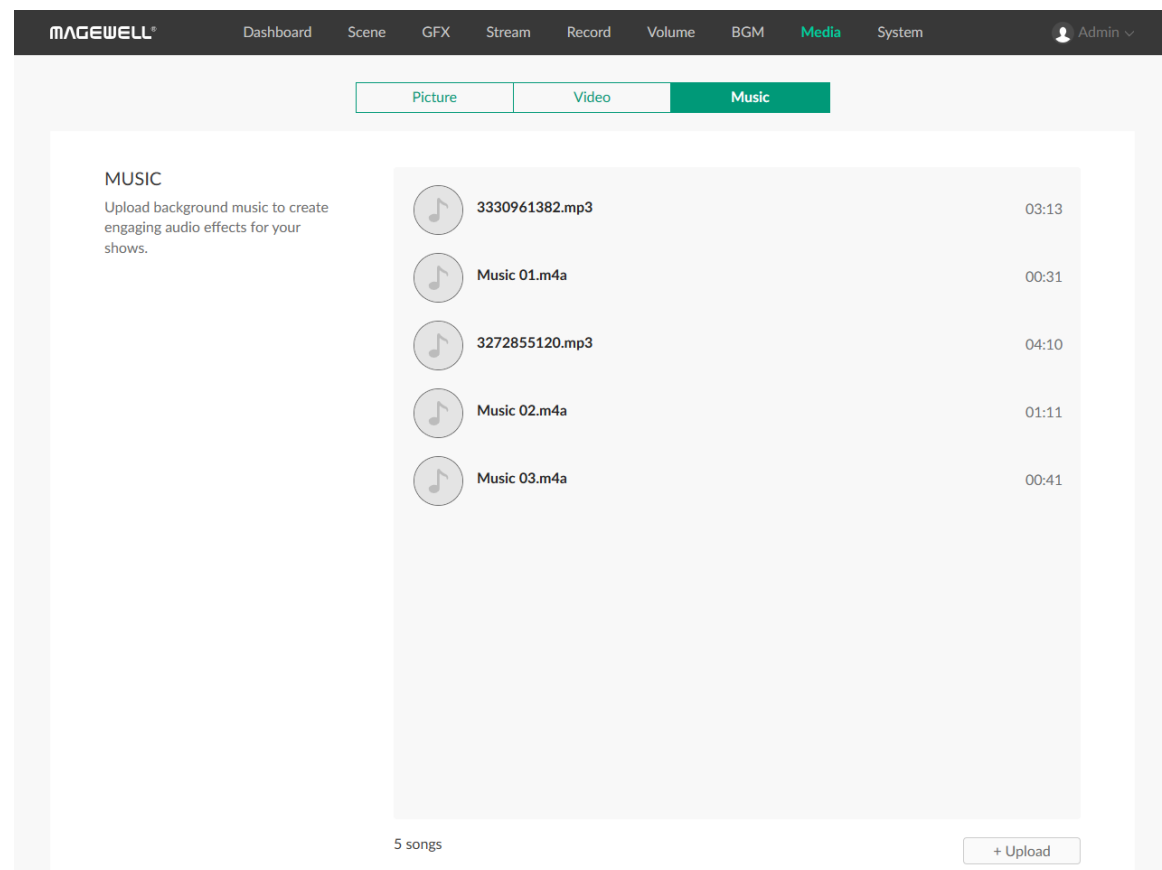 MAGEWELL® Dashboard Scene GFX Stream Record Volume BGM Media System Admin
Picture Video Music
MUSIC
Upload background music to create
engaging audio effects for your
shows.
3330961382.mp3 03:13
Music 01.m4a 00:31
3272855120.mp3 04:10
Music 02.m4a 01:11
Music 03.m4a 00:41
5 songs + Upload